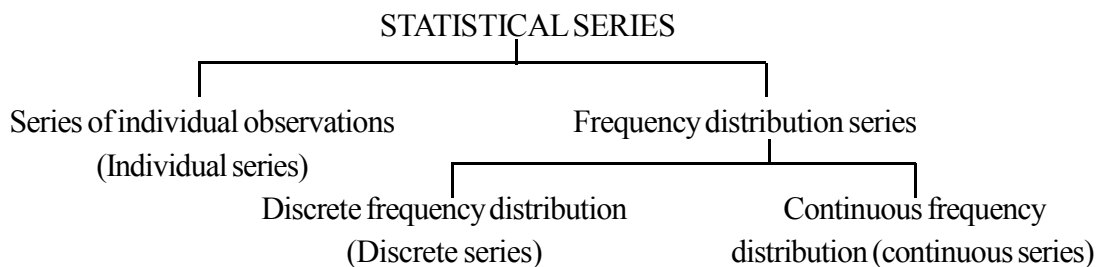 STATISTICAL SERIES
Series of individual observations
(Individual series)
Frequency distribution series
Discrete frequency distribution
(Discrete series)
Continuous frequency
distribution (continuous series)